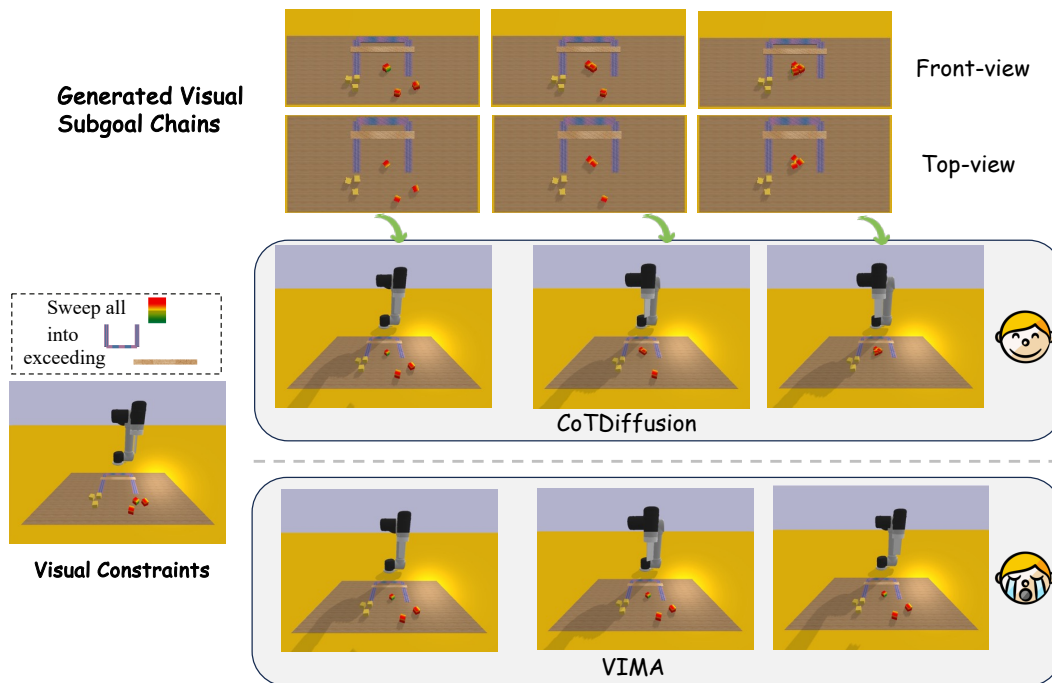 Generated Visual
Subgoal Chains
Front-view
Top-view
Sweep all
into
exceeding
CoTDiffusion
Visual Constraints
VIMA